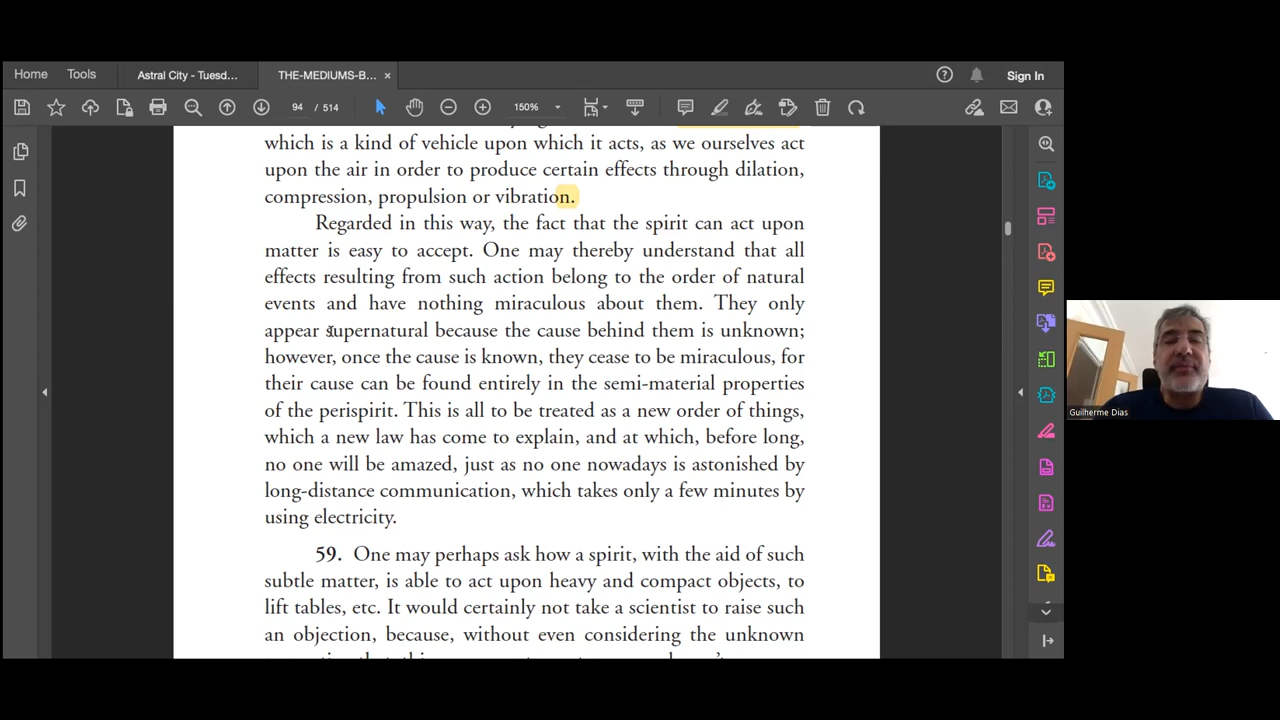 Home
Tools
Astral City - Tuesd...
THE-MEDIUMS-B... ×
Sign In
94 / 514
150%
which is a kind of vehicle upon which it acts, as we ourselves act
upon the air in order to produce certain effects through dilation,
compression, propulsion or vibration.
Regarded in this way, the fact that the spirit can act upon
matter is easy to accept. One may thereby understand that all
effects resulting from such action belong to the order of natural
events and have nothing miraculous about them. They only
appear supernatural because the cause behind them is unknown;
however, once the cause is known, they cease to be miraculous, for
their cause can be found entirely in the semi-material properties
of the perispirit. This is all to be treated as a new order of things,
which a new law has come to explain, and at which, before long,
no one will be amazed, just as no one nowadays is astonished by
long-distance communication, which takes only a few minutes by
using electricity.
59. One may perhaps ask how a spirit, with the aid of such
subtle matter, is able to act upon heavy and compact objects, to
lift tables, etc. It would certainly not take a scientist to raise such
an objection, because, without even considering the unknown
Guilherme Dias